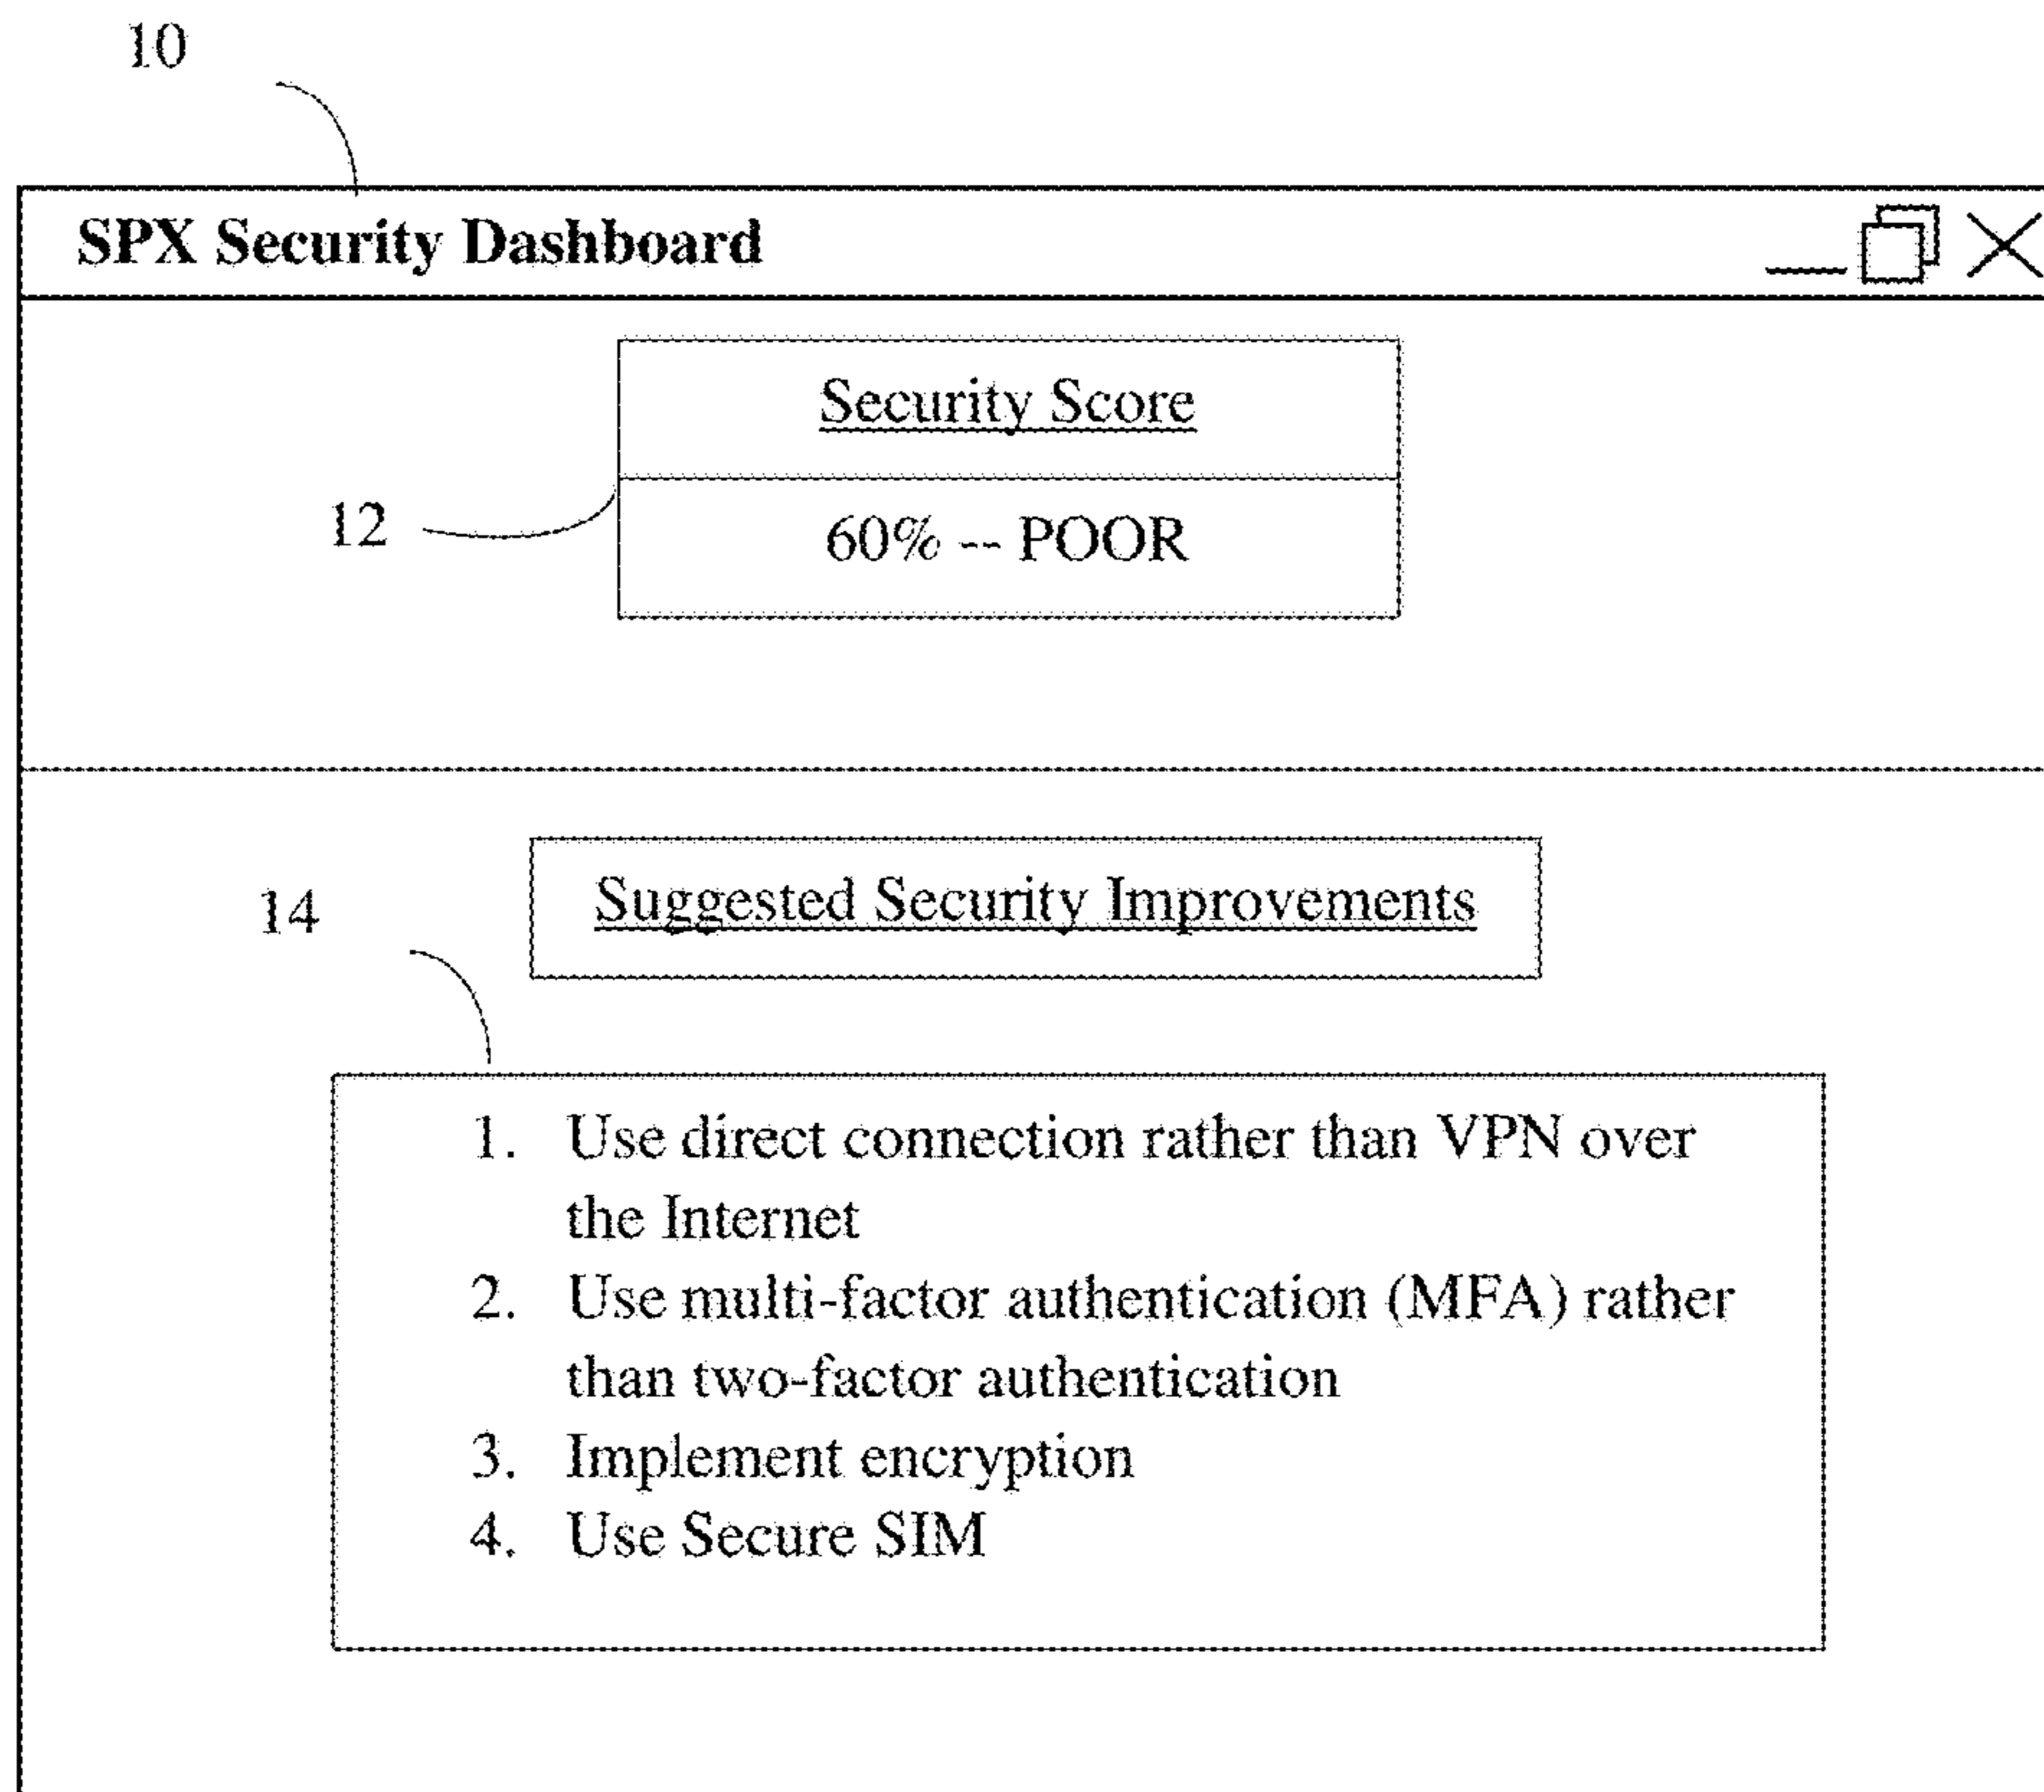 10
SPX Security Dashboard
Security Score
12
60% -- POOR
14
Suggested Security Improvements
1. Use direct connection rather than VPN over
the Internet
2. Use multi-factor authentication (MFA) rather
than two-factor authentication
3. Implement encryption
4. Use Secure SIM